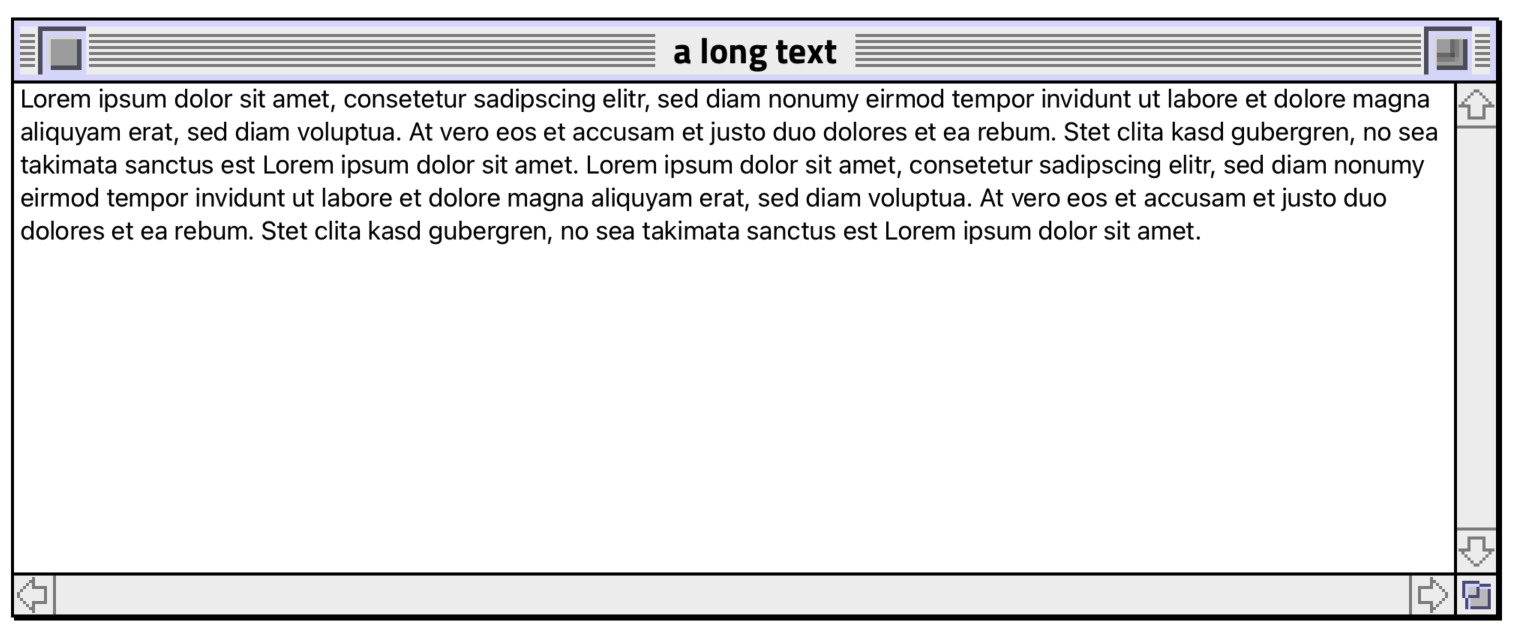 a long text
Lorem ipsum dolor sit amet, consetetur sadipscing elitr, sed diam nonumy eirmod tempor invidunt ut labore et dolore magna
aliquyam erat, sed diam voluptua. At vero eos et accusam et justo duo dolores et ea rebum. Stet clita kasd gubergren, no sea
takimata sanctus est Lorem ipsum dolor sit amet. Lorem ipsum dolor sit amet, consetetur sadipscing elitr, sed diam nonumy
eirmod tempor invidunt ut labore et dolore magna aliquyam erat, sed diam voluptua. At vero eos et accusam et justo duo
dolores et ea rebum. Stet clita kasd gubergren, no sea takimata sanctus est Lorem ipsum dolor sit amet.